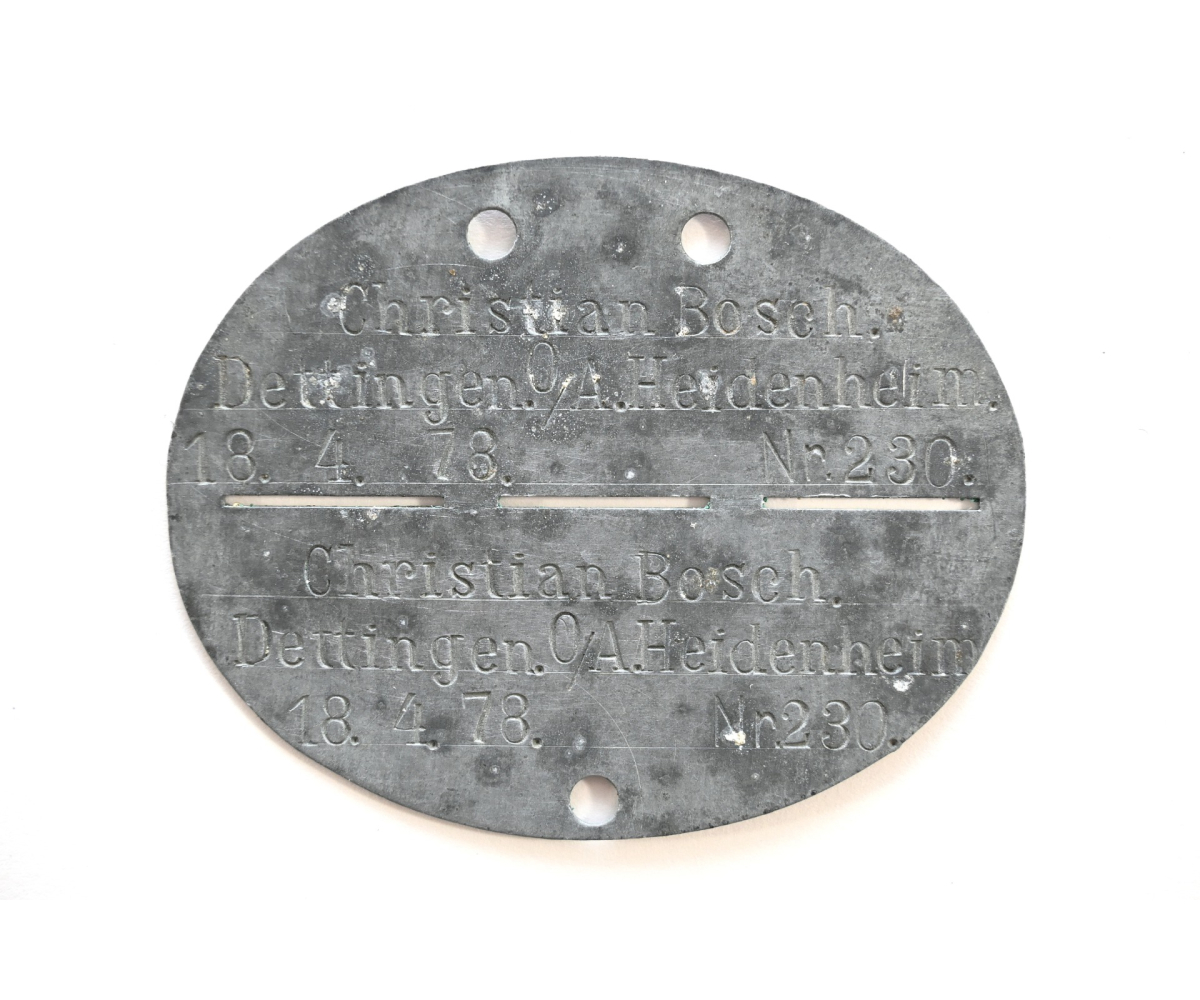 Christian Bosch.
Dettingen. O/A. Heidenheim.
18. 4. 78. Nr. 230.
Christian Bosch.
Dettingen. O/A. Heidenheim
18. 4. 78. Nr. 230.